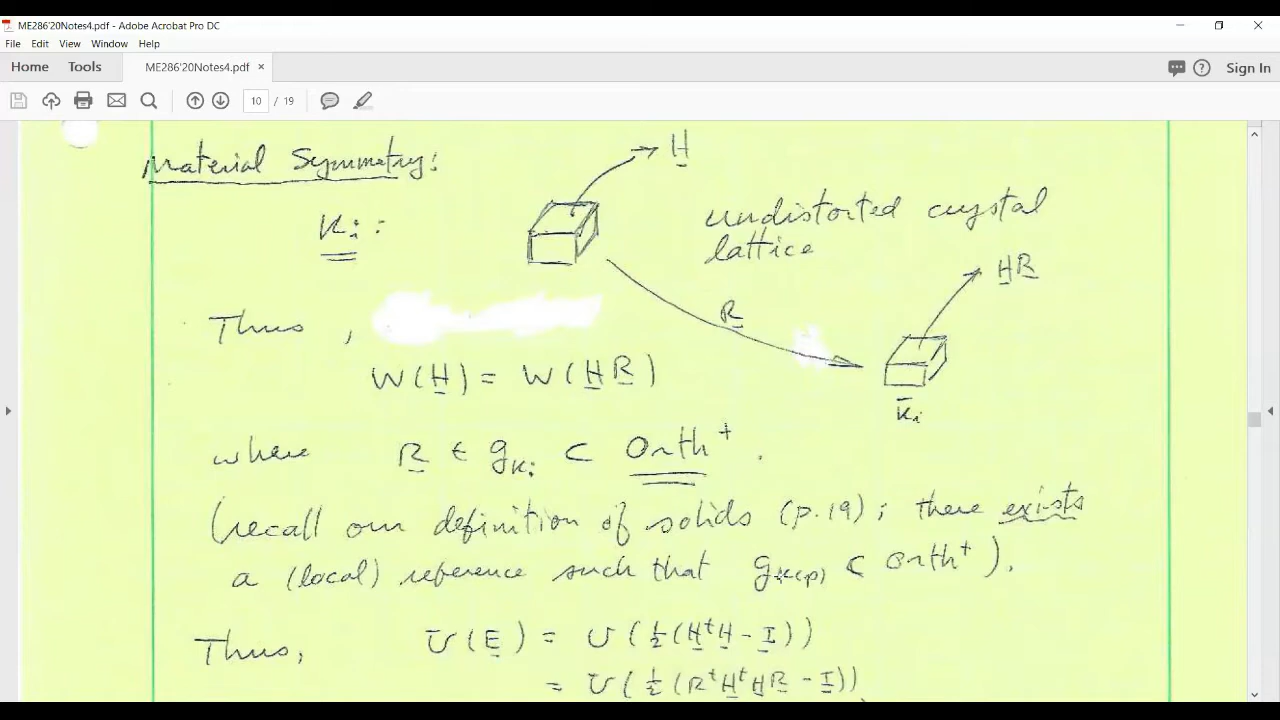 ME286'20Notes4.pdf - Adobe Acrobat Pro DC
File Edit View Window Help
Home Tools ME286'20Notes4.pdf × Sign In
10 / 19
Material Symmetry:
H
κi :
undistorted crystal
lattice
HR
R
Thus,
W(H) = W(HR)
κ̄i
where R ∈ gκi ⊂ Orth+.
(recall our definition of solids (p.19); there exists
a (local) reference such that gκ(p) ⊂ Orth+).
Thus, U(E) = U(½(HᵗH - I))
= U(½(RᵗHᵗHR - I))